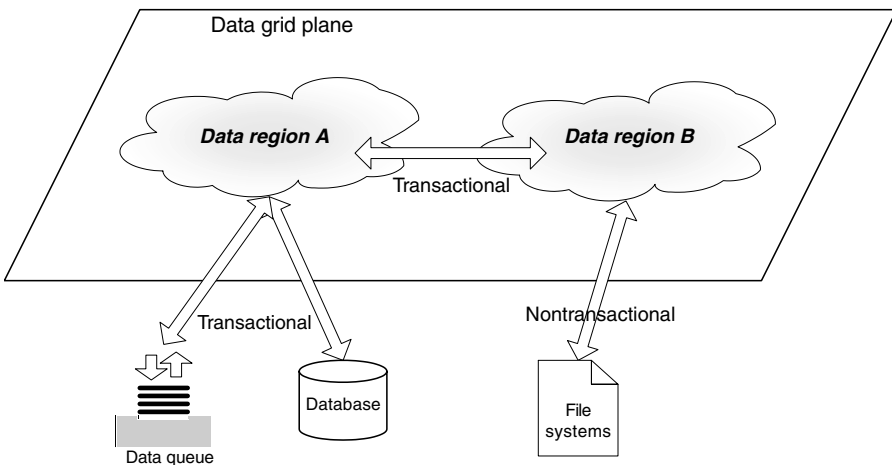 Data grid plane
Data region A
Data region B
Transactional
Transactional
Nontransactional
Database
File
systems
Data queue